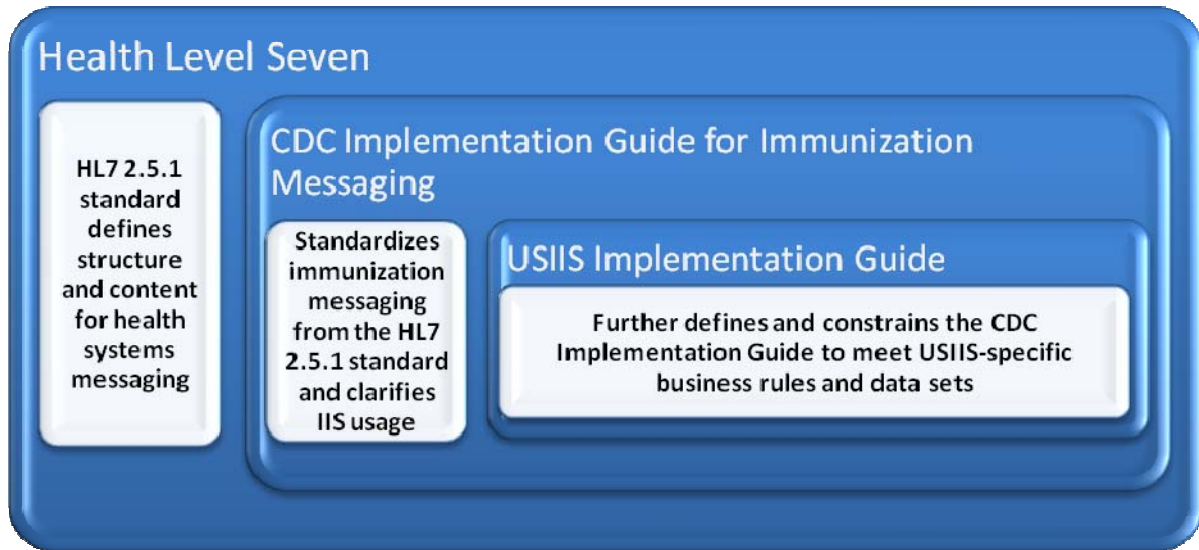 Health Level Seven
HL7 2.5.1
standard
defines
structure
and content
for health
systems
messaging
CDC Implementation Guide for Immunization
Messaging
Standardizes
immunization
messaging
from the HL7
2.5.1 standard
and clarifies
IIS usage
USIIS Implementation Guide
Further defines and constrains the CDC
Implementation Guide to meet USIIS-specific
business rules and data sets